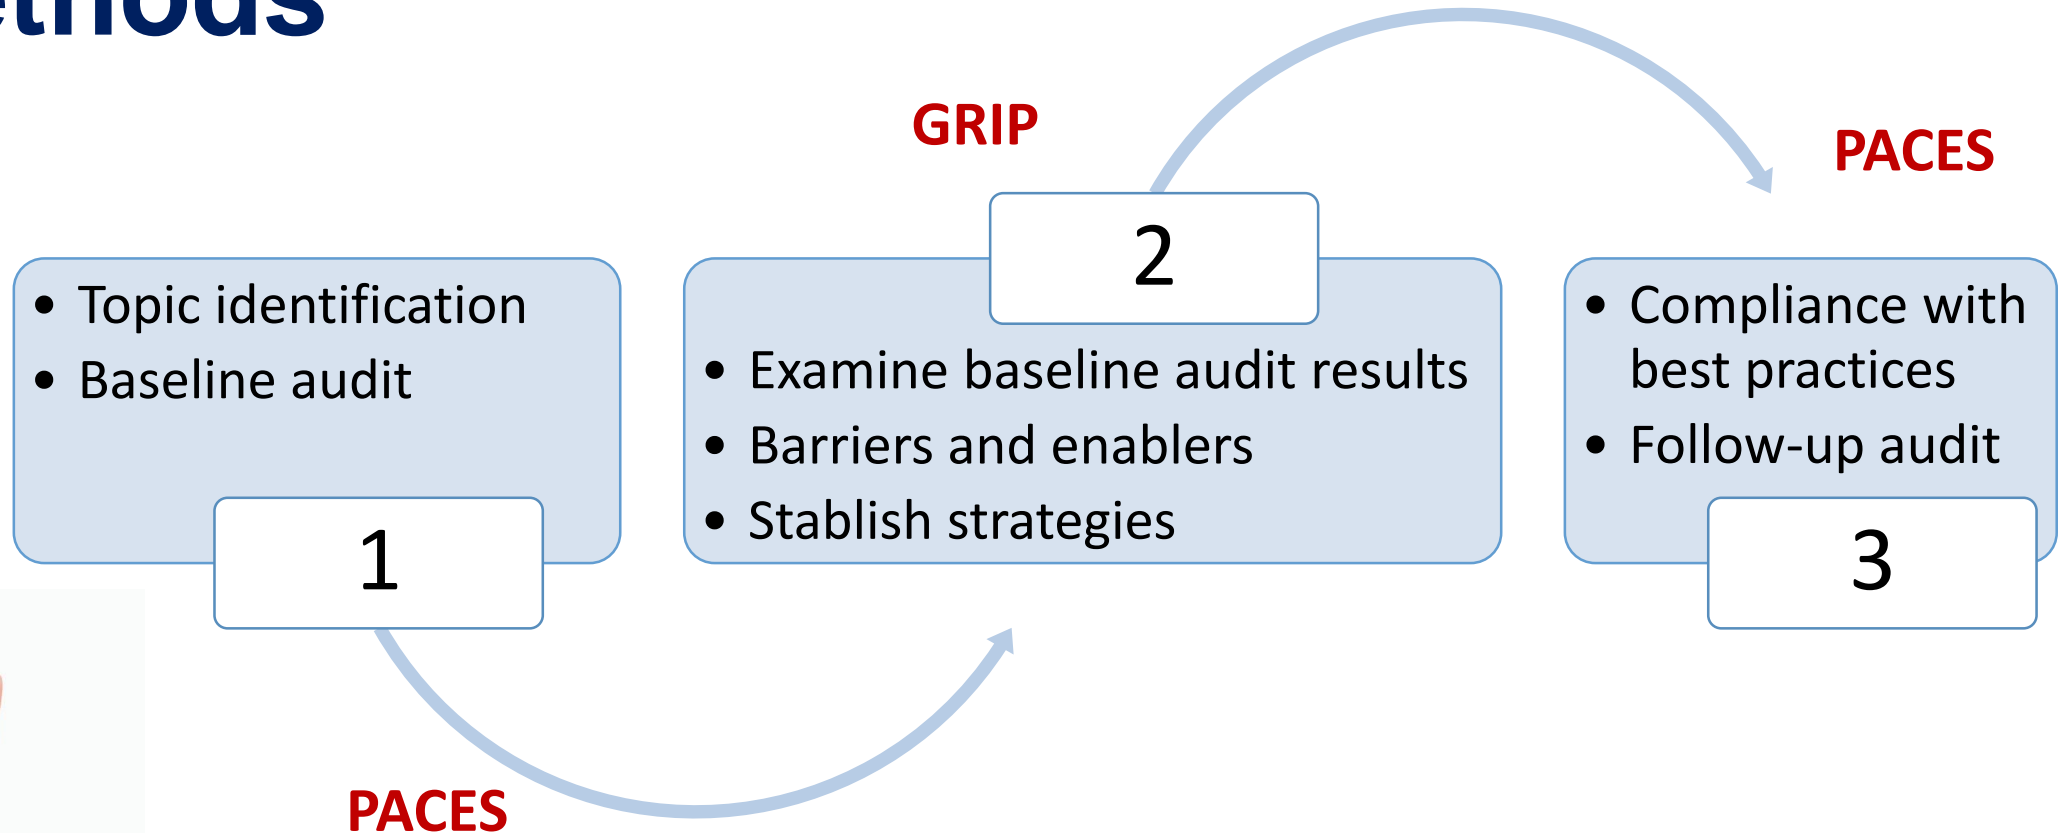 GRIP
PACES
• Topic identification
• Baseline audit
1
2
• Examine baseline audit results
• Barriers and enablers
• Stablish strategies
• Compliance with
best practices
• Follow-up audit
3
PACES